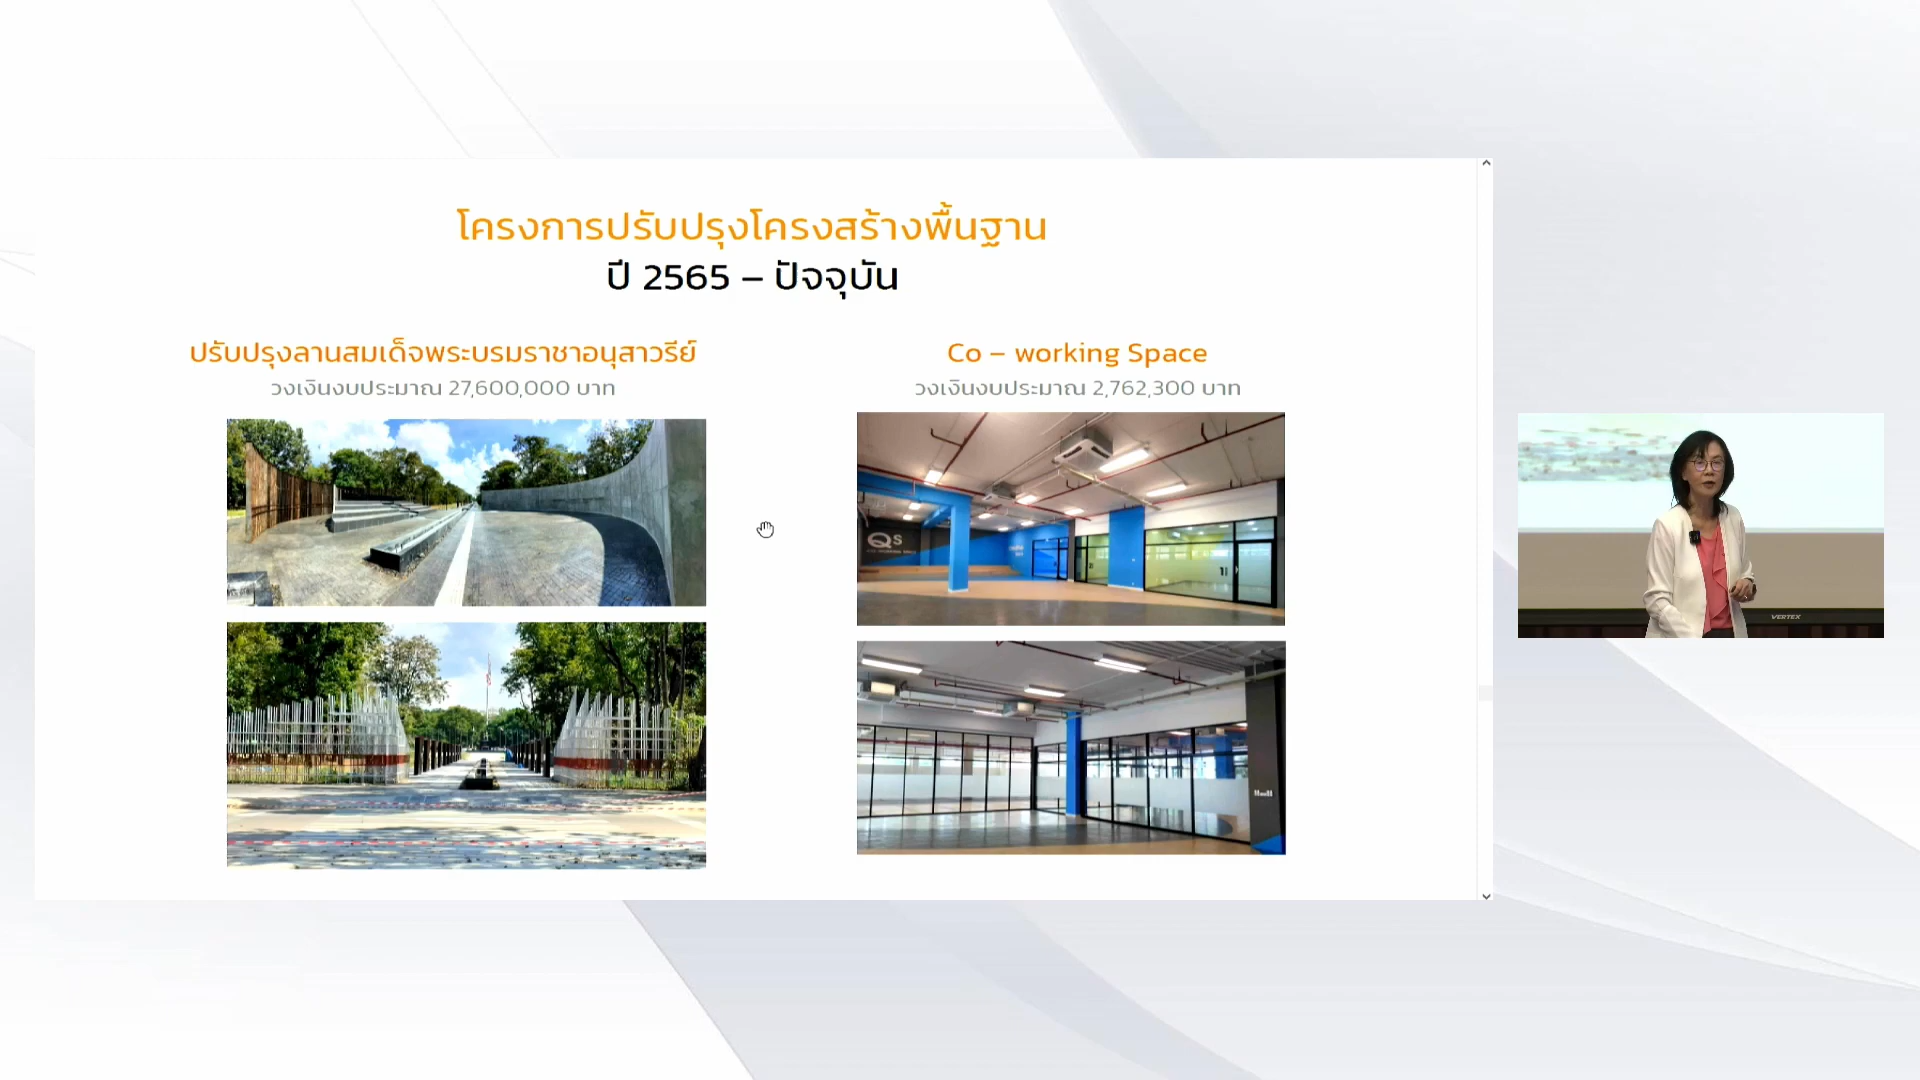 โครงการปรับปรุงโครงสร้างพื้นฐาน
ปี 2565 – ปัจจุบัน
ปรับปรุงลานสมเด็จพระบรมราชาอนุสาวรีย์
วงเงินงบประมาณ 27,600,000 บาท
Co – working Space
วงเงินงบประมาณ 2,762,300 บาท
QS
VERTEX